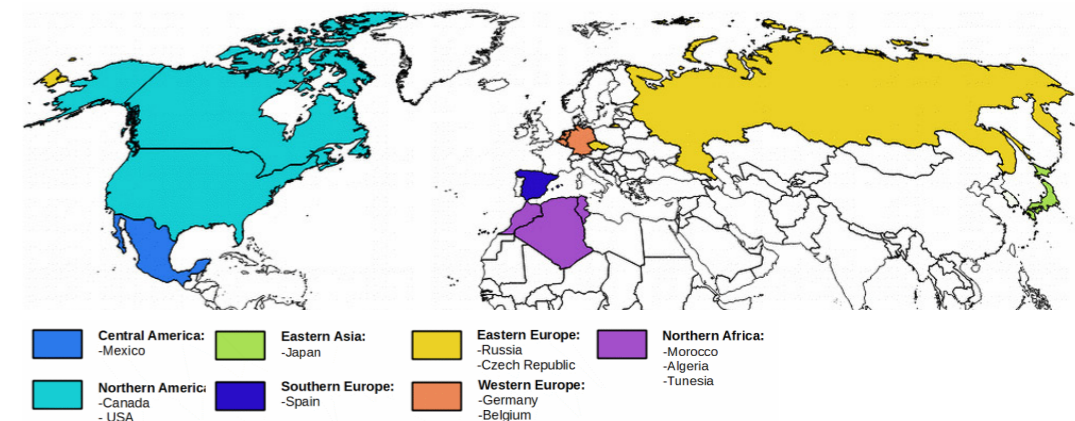 Central America:
-Mexico
Eastern Asia:
-Japan
Eastern Europe:
-Russia
-Czech Republic
Northern Africa:
-Morocco
-Algeria
-Tunesia
Northern America
-Canada
- USA
Southern Europe:
-Spain
Western Europe:
-Germany
-Belgium